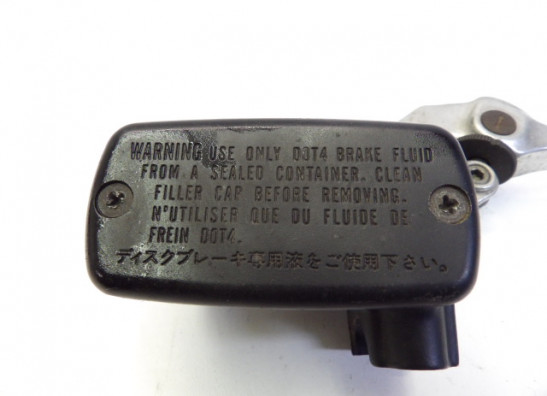 WARNING USE ONLY DOT4 BRAKE FLUID
FROM A SEALED CONTAINER. CLEAN
FILLER CAP BEFORE REMOVING.
N'UTILISER QUE DU FLUIDE DE
FREIN DOT4.
ディスクブレーキ専用液をご使用下さい。